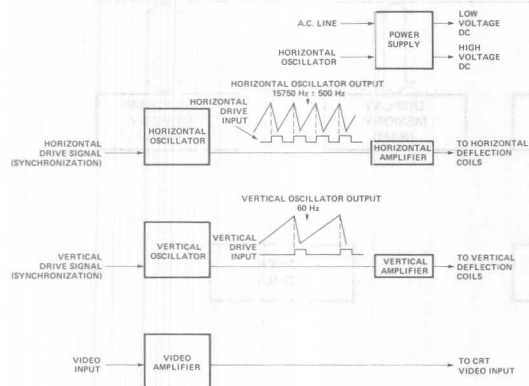 A.C. LINE
HORIZONTAL
OSCILLATOR
POWER
SUPPLY
LOW
VOLTAGE
DC
HIGH
VOLTAGE
DC
HORIZONTAL OSCILLATOR OUTPUT
15750 Hz ± 500 Hz
HORIZONTAL
DRIVE
INPUT
HORIZONTAL
DRIVE SIGNAL
(SYNCHRONIZATION)
HORIZONTAL
OSCILLATOR
HORIZONTAL
AMPLIFIER
TO HORIZONTAL
DEFLECTION
COILS
VERTICAL OSCILLATOR OUTPUT
60 Hz
VERTICAL
DRIVE
INPUT
VERTICAL
DRIVE SIGNAL
(SYNCHRONIZATION)
VERTICAL
OSCILLATOR
VERTICAL
AMPLIFIER
TO VERTICAL
DEFLECTION
COILS
VIDEO
INPUT
VIDEO
AMPLIFIER
TO CRT
VIDEO INPUT
DISPLAY
MEMORY